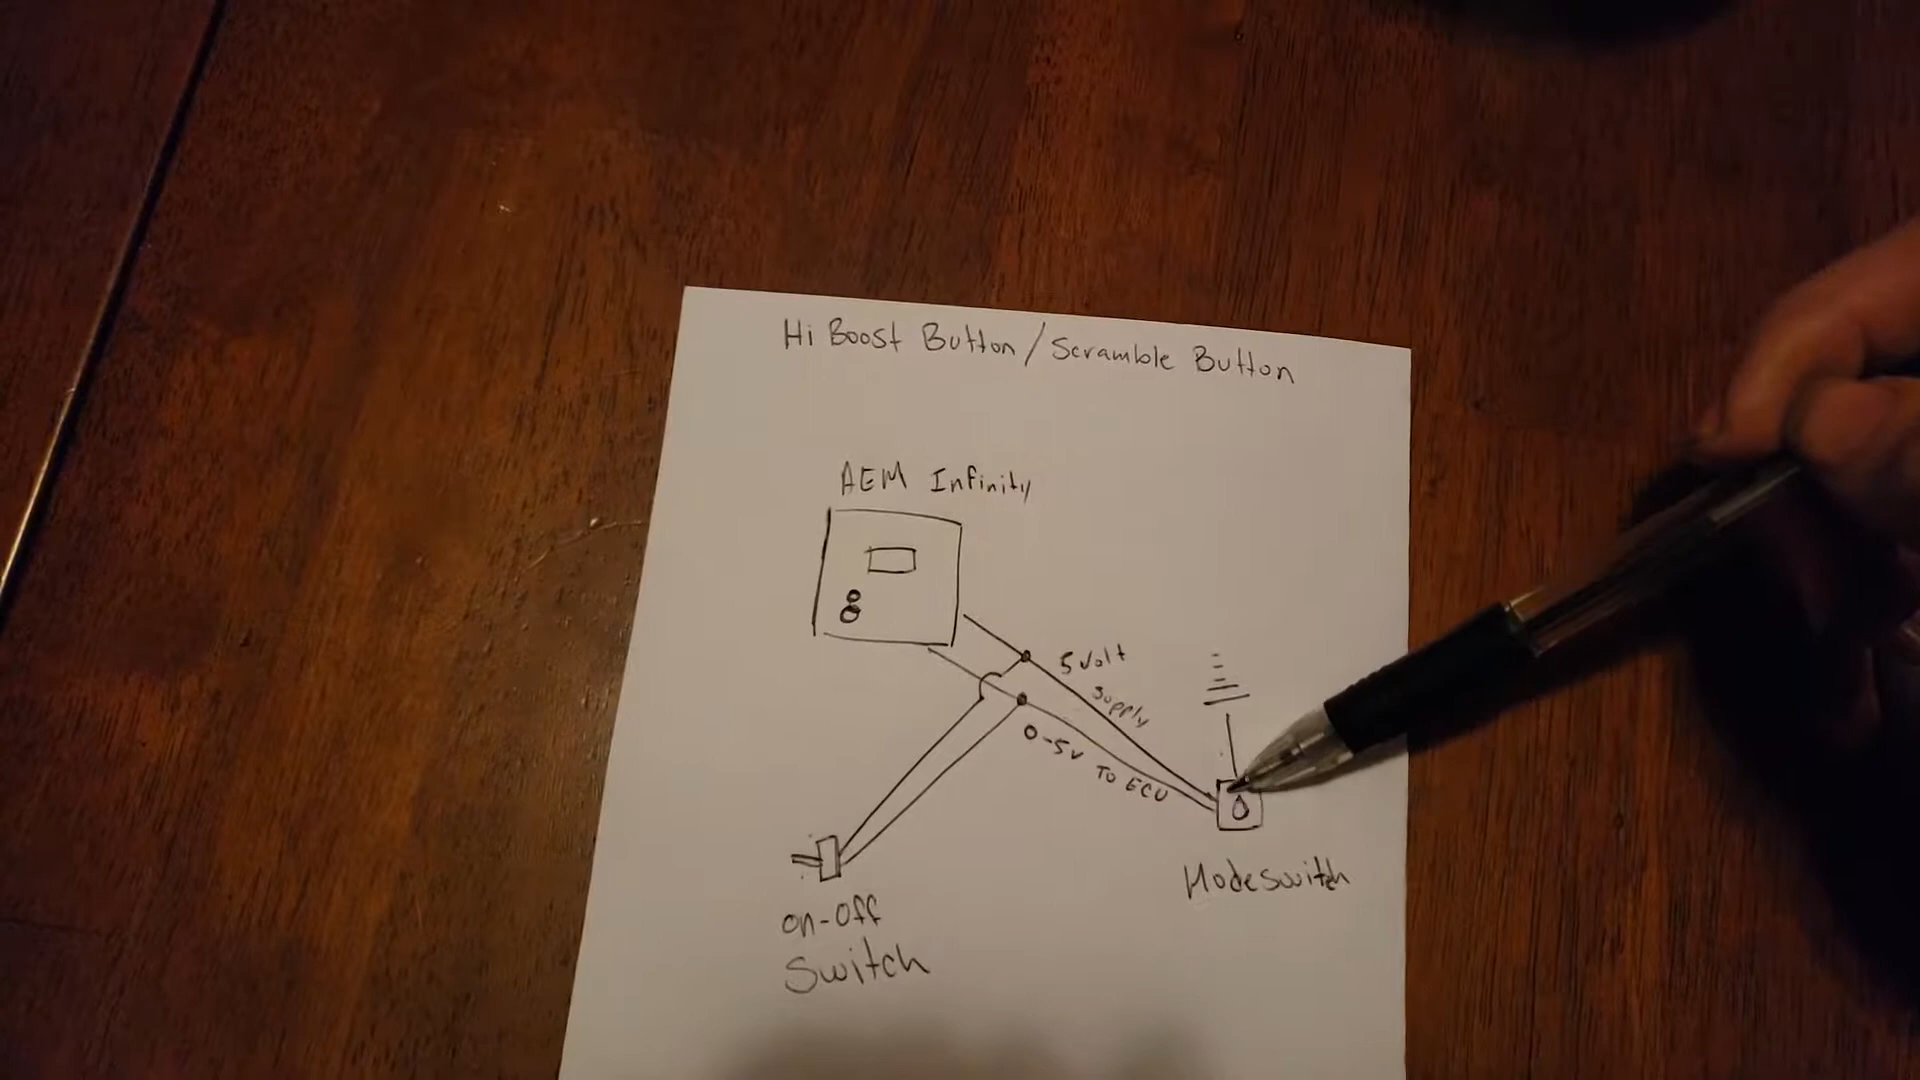 Hi Boost Button / Scramble Button
AEM Infinity
5 Volt
Supply
0-5v TO ECU
Modeswitch
on-off
Switch